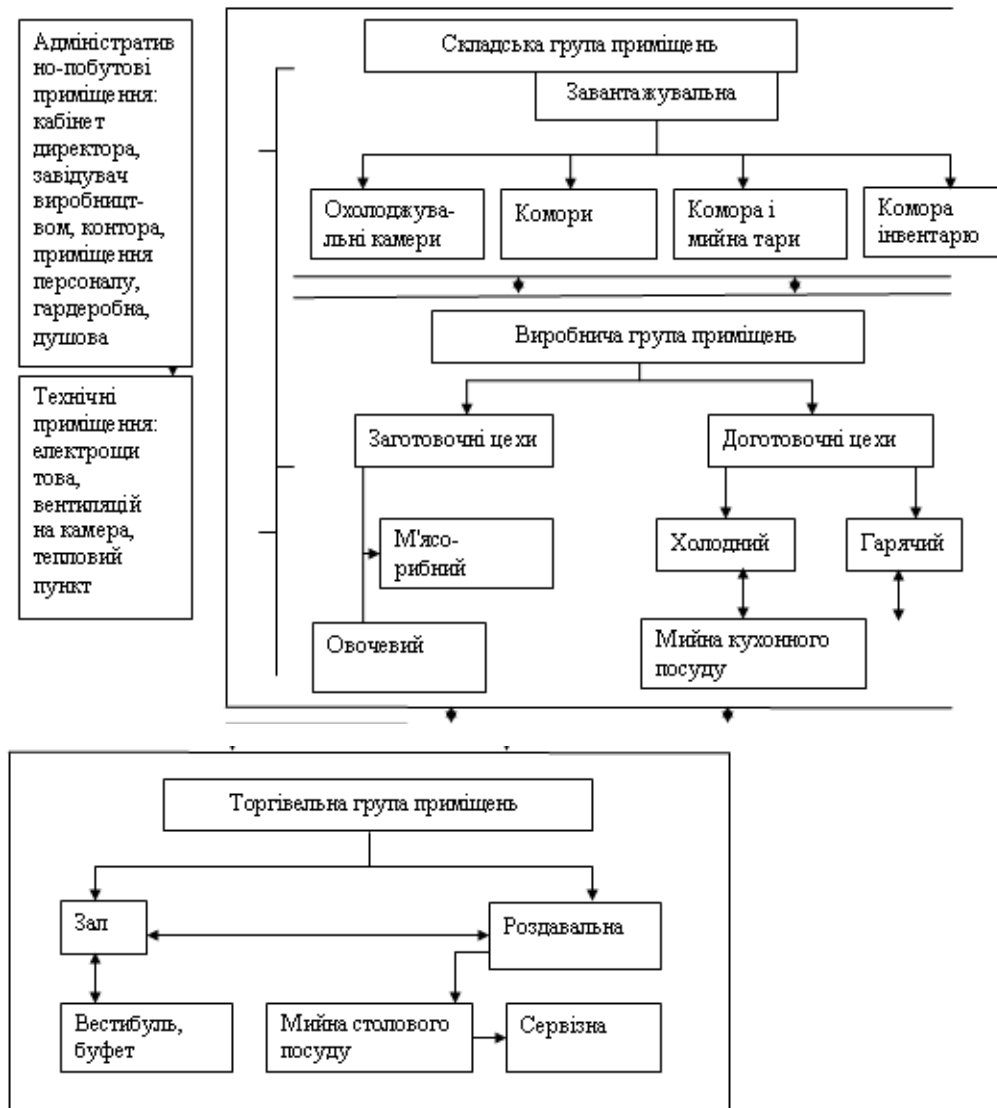 Адміністратив
но-побутові
приміщення:
кабінет
директора,
завідувач
виробницт-
вом, контора,
приміщення
персоналу,
гардеробна,
душова
Технічні
приміщення:
електрощи
това,
вентиляцій
на камера,
тепловий
пункт
Складська група приміщень
Завантажувальна
Охолоджува-
льні камери
Комори
Комора і
мийна тари
Комора
інвентарю
Виробнича група приміщень
Заготовочні цехи
Доготовочні цехи
М'ясо-
рибний
Холодний
Гарячий
Овочевий
Мийна кухонного
посуду
Торгівельна група приміщень
Зал
Роздавальна
Вестибуль,
буфет
Мийна столового
посуду
Сервізна